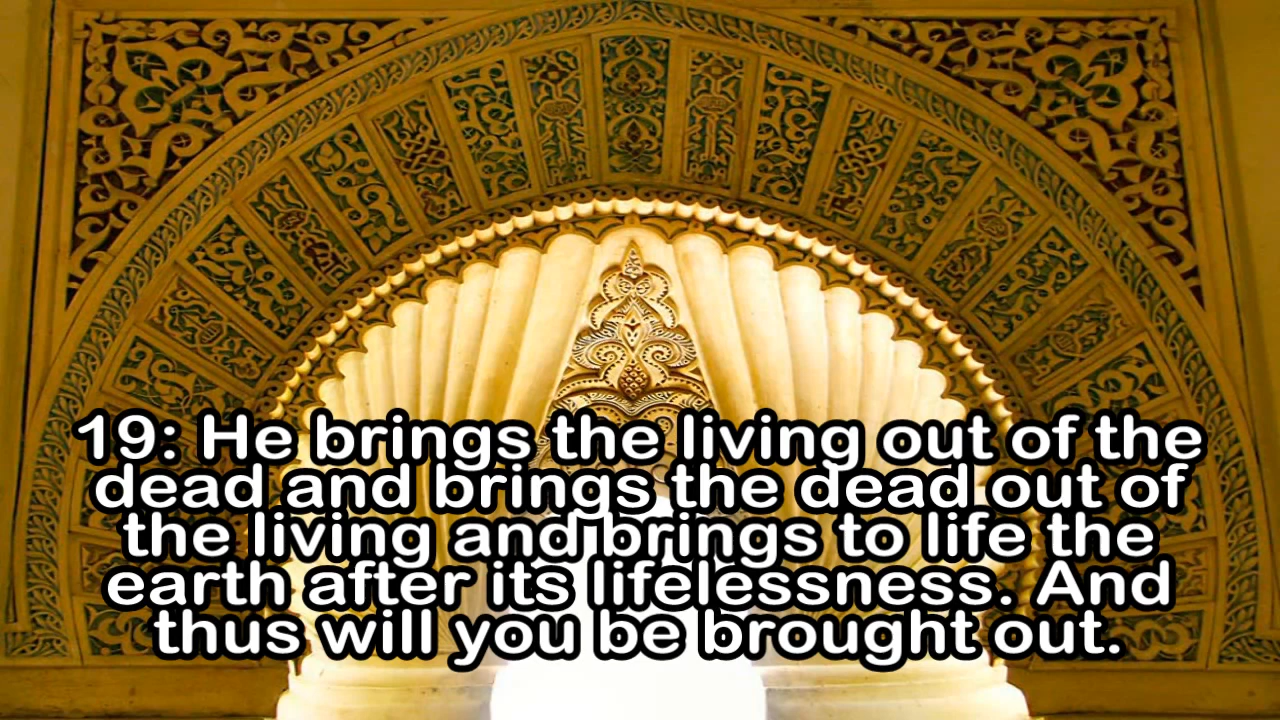 19: He brings the living out of the
dead and brings the dead out of
the living and brings to life the
earth after its lifelessness. And
thus will you be brought out.